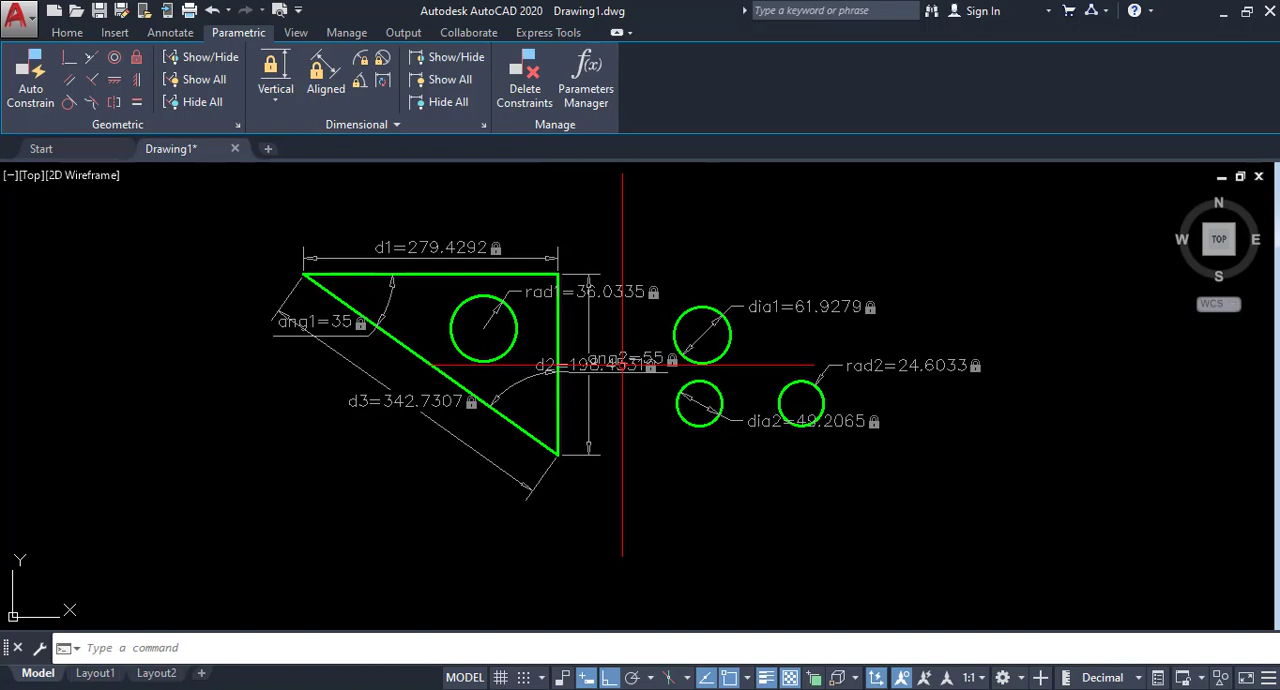 Autodesk AutoCAD 2020 Drawing1.dwg
Type a keyword or phrase
Sign In
Home Insert Annotate Parametric View Manage Output Collaborate Express Tools
Auto
Constrain
Show/Hide
Show All
Hide All
Geometric
Vertical
Aligned
Show/Hide
Show All
Hide All
Dimensional
Delete
Constraints
f(x)
Parameters
Manager
Manage
Start
Drawing1*
[−][Top][2D Wireframe]
N
W
TOP
E
S
WCS
d1=279.4292
rad1=36.0335
dia1=61.9279
ang1=35
ang2=55
rad2=24.6033
d3=342.7307
dia2=49.2065
Y
X
Type a command
Model Layout1 Layout2
MODEL
1:1
Decimal